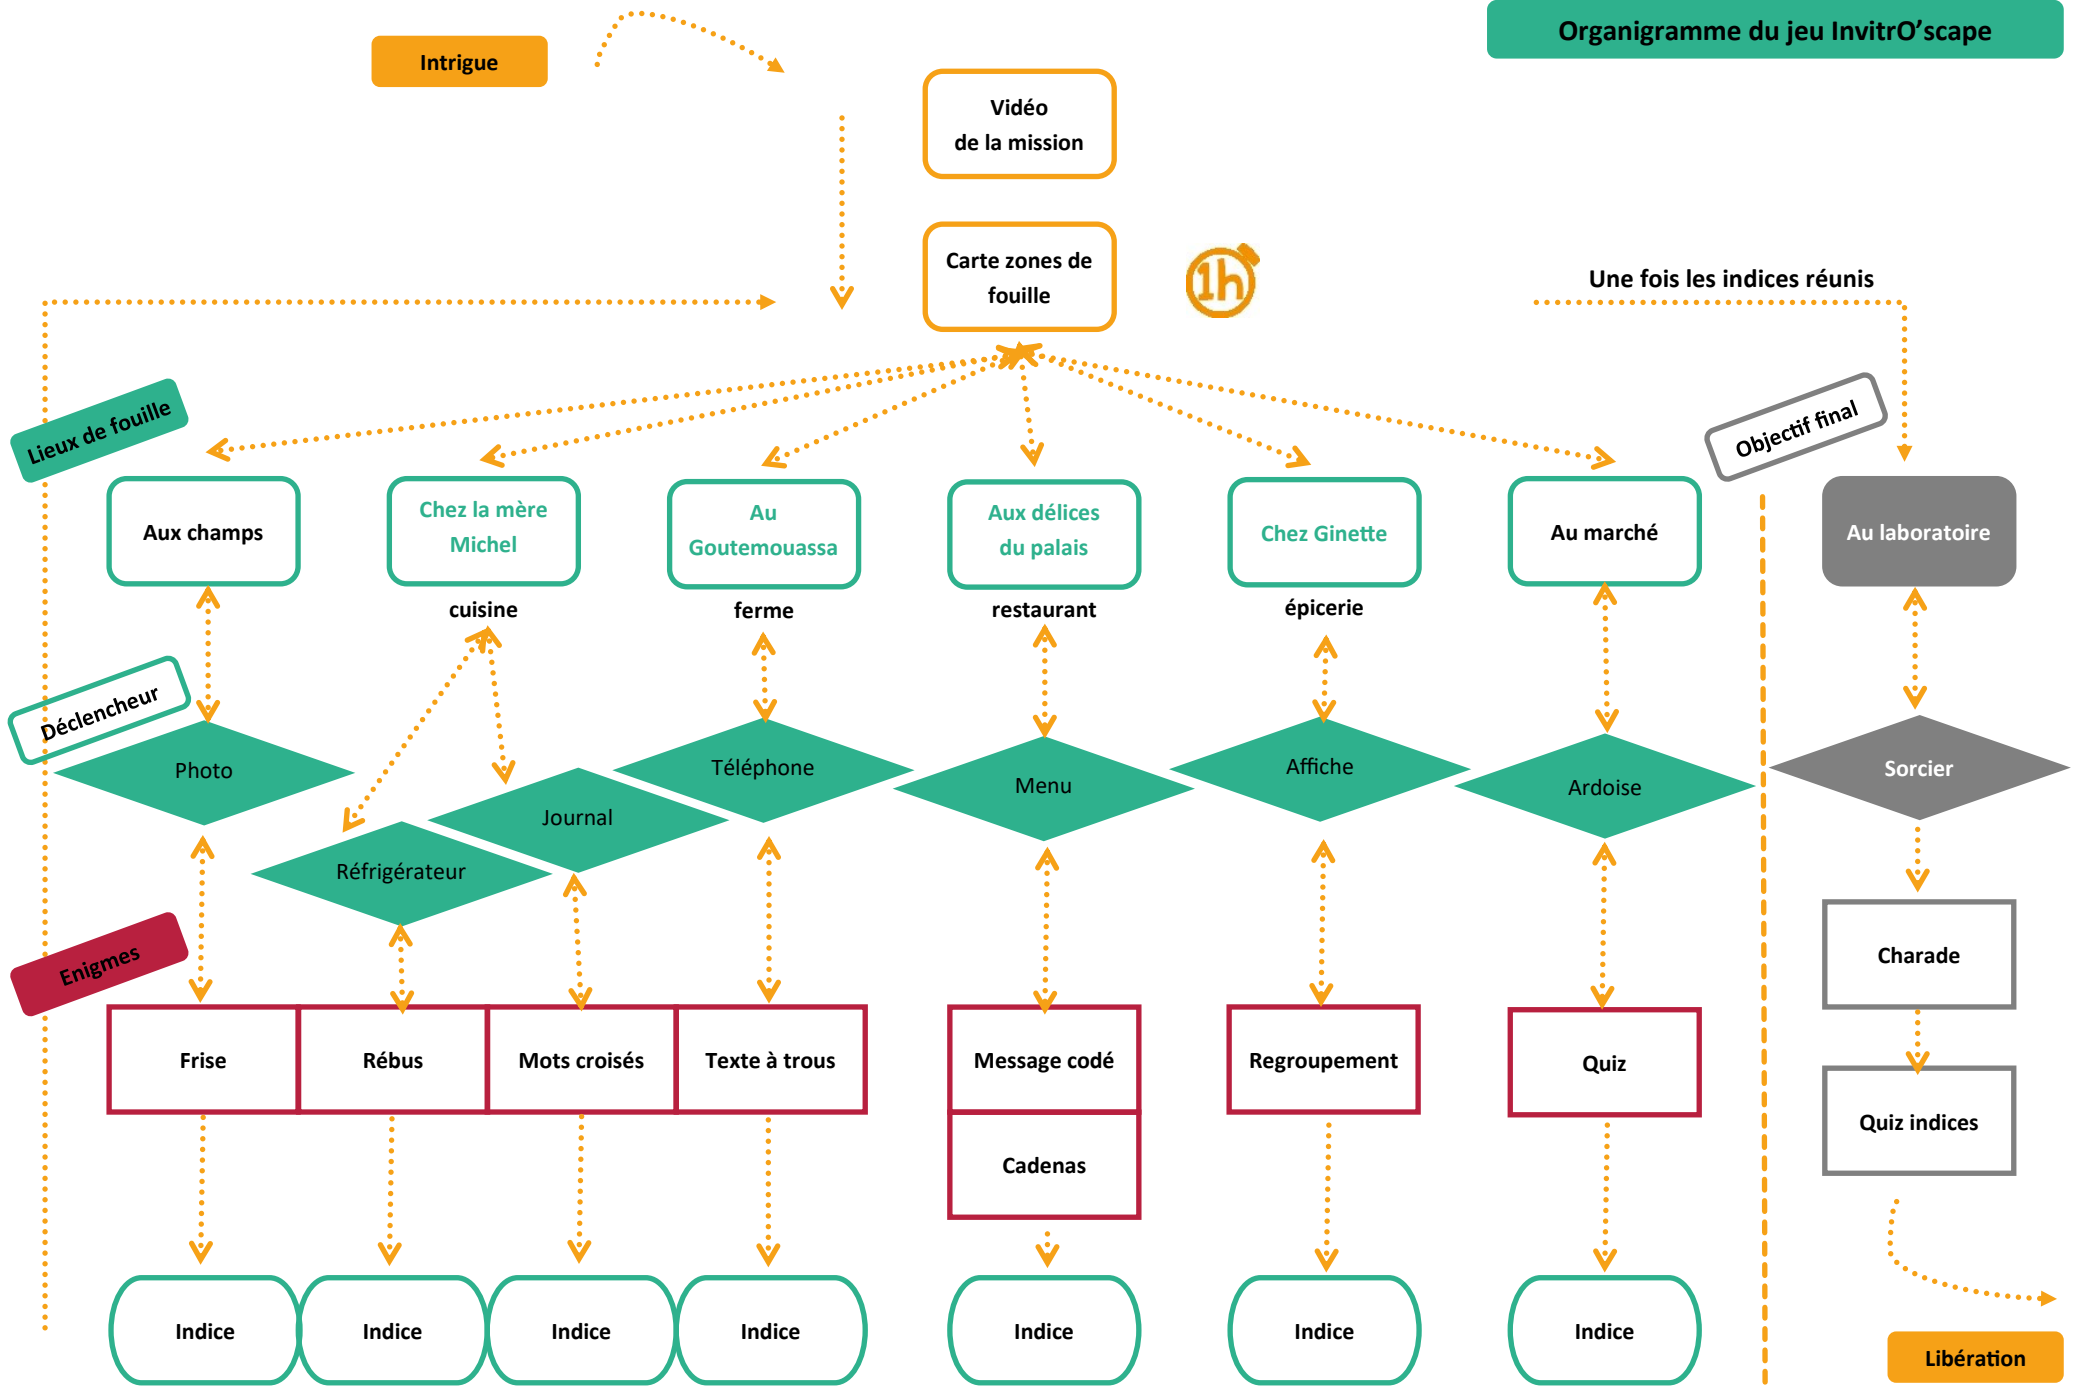 Organigramme du jeu InvitrO'scape
Intrigue
Vidéo
de la mission
Carte zones de
fouille
1h
Une fois les indices réunis
Lieux de fouille
Objectif final
Aux champs
Chez la mère
Michel
Au
Goutemouassa
Aux délices
du palais
Chez Ginette
Au marché
Au laboratoire
cuisine
ferme
restaurant
épicerie
Déclencheur
Photo
Réfrigérateur
Journal
Téléphone
Menu
Affiche
Ardoise
Sorcier
Enigmes
Charade
Frise
Rébus
Mots croisés
Texte à trous
Message codé
Regroupement
Quiz
Cadenas
Quiz indices
Indice
Indice
Indice
Indice
Indice
Indice
Indice
Libération